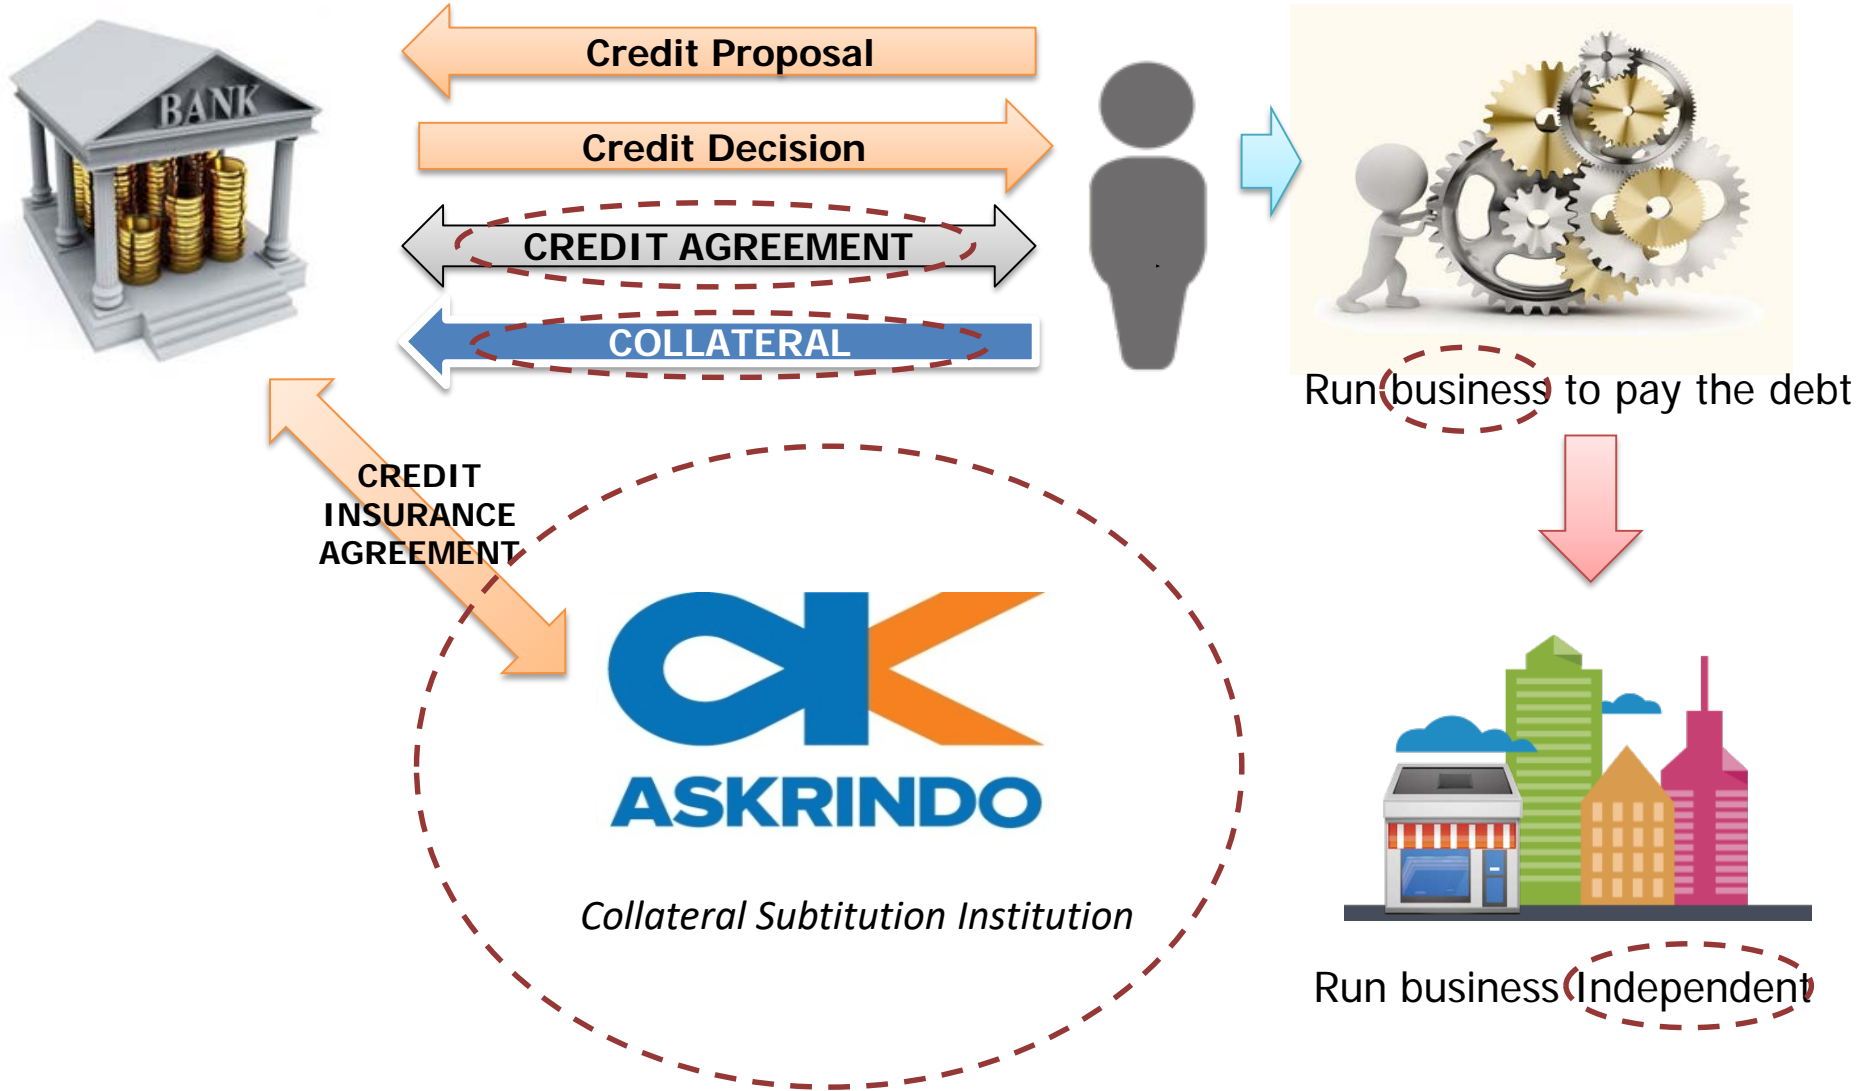 BANK
Credit Proposal
Credit Decision
CREDIT AGREEMENT
COLLATERAL
Run business to pay the debt
CREDIT
INSURANCE
AGREEMENT
ASKRINDO
Collateral Subtitution Institution
Run business Independent